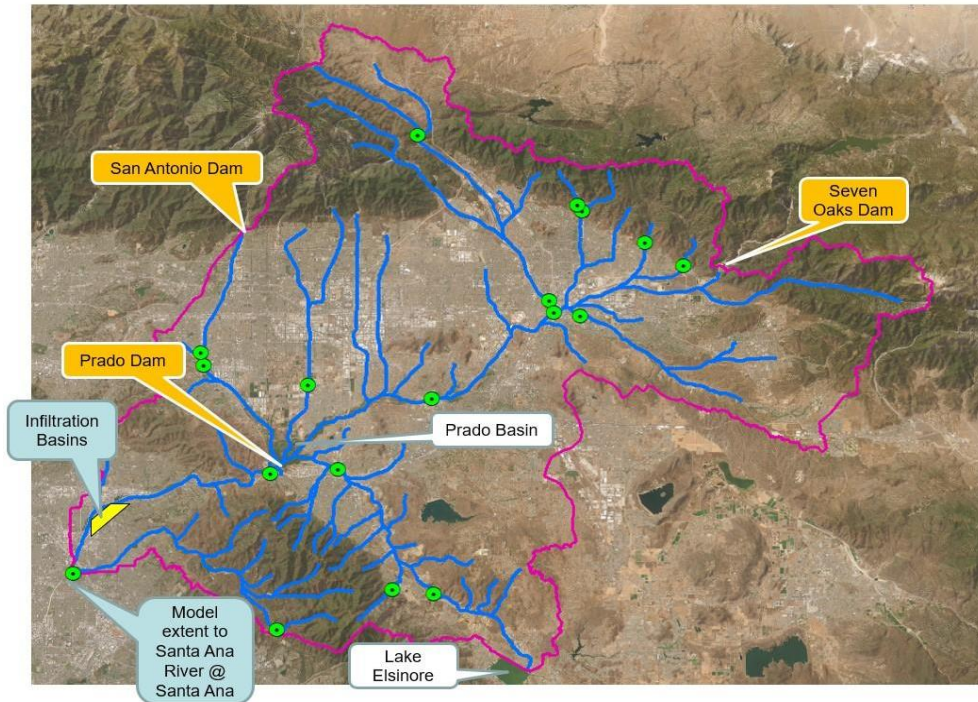 San Antonio Dam
Seven
Oaks Dam
Prado Dam
Infiltration
Basins
Prado Basin
Model
extent to
Santa Ana
River @
Santa Ana
Lake
Elsinore